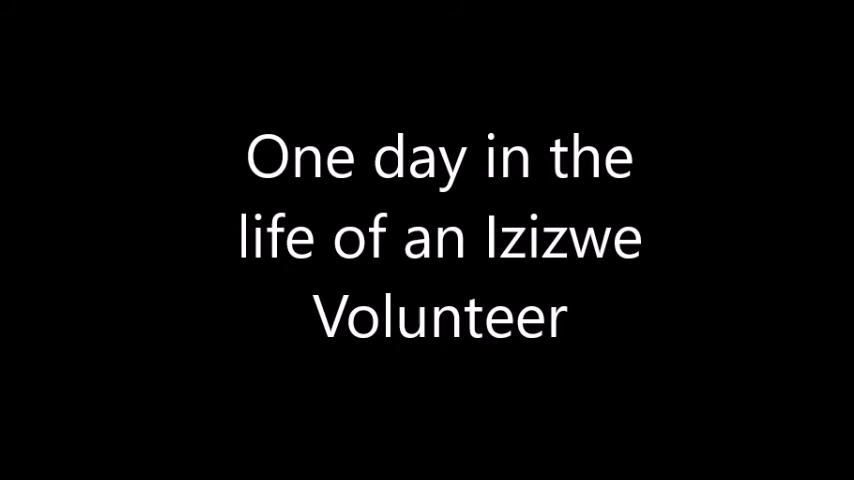 One day in the
life of an Izizwe
Volunteer